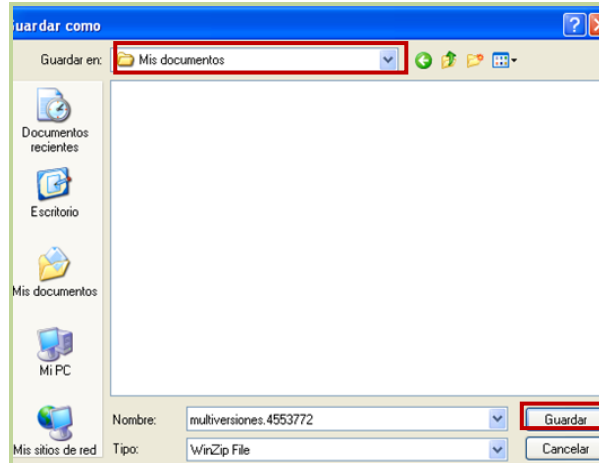 uardar como
Guardar en:
Mis documentos
Documentos
recientes
Escritorio
Mis documentos
Mi PC
Mis sitios de red
Nombre:
multiversiones.4553772
Guardar
Tipo:
WinZip File
Cancelar